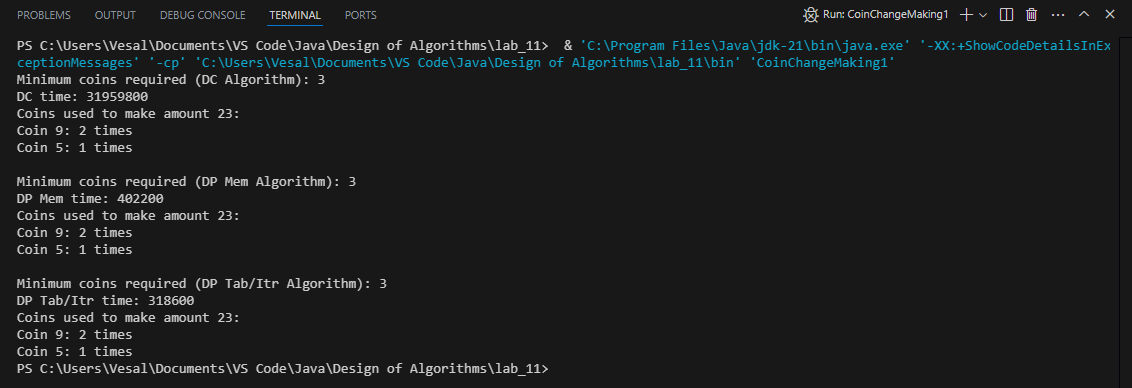 PROBLEMS OUTPUT DEBUG CONSOLE TERMINAL PORTS Run: CoinChangeMaking1
PS C:\Users\Vesal\Documents\VS Code\Java\Design of Algorithms\lab_11>  & 'C:\Program Files\Java\jdk-21\bin\java.exe' '-XX:+ShowCodeDetailsInEx
ceptionMessages' '-cp' 'C:\Users\Vesal\Documents\VS Code\Java\Design of Algorithms\lab_11\bin' 'CoinChangeMaking1'
Minimum coins required (DC Algorithm): 3
DC time: 31959800
Coins used to make amount 23:
Coin 9: 2 times
Coin 5: 1 times
Minimum coins required (DP Mem Algorithm): 3
DP Mem time: 402200
Coins used to make amount 23:
Coin 9: 2 times
Coin 5: 1 times
Minimum coins required (DP Tab/Itr Algorithm): 3
DP Tab/Itr time: 318600
Coins used to make amount 23:
Coin 9: 2 times
Coin 5: 1 times
PS C:\Users\Vesal\Documents\VS Code\Java\Design of Algorithms\lab_11>